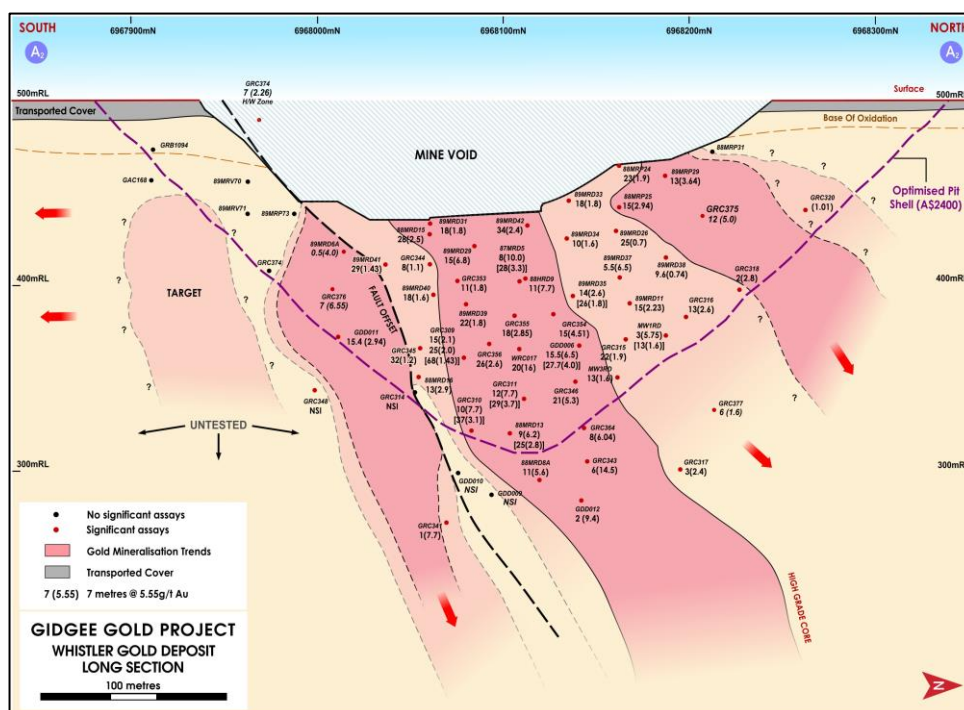 SOUTH
6967900mN
6968000mN
6968100mN
6968200mN
6968300mN
NORTH
A2
A2
500mRL
500mRL
Surface
Transported Cover
Base Of Oxidation
GRC374
7 (2.26)
H/W Zone
MINE VOID
Optimised Pit
Shell (A$2400)
GRB1094
GAC168
89MRV70
89MRV71
89MRP73
GRC374
88MRP31
88MRP24
23(1.9)
89MRP29
13(3.64)
88MRP25
15(2.94)
GRC375
12 (5.0)
GRC320
(1.01)
89MRD33
18(1.8)
89MRD34
10(1.6)
89MRD26
25(0.7)
89MRD31
18(1.8)
88MRD15
28(2.5)
89MRD42
34(2.4)
89MRD6A
0.5(4.0)
89MRD41
29(1.43)
GRC344
8(1.1)
89MRD29
15(6.8)
87MRD5
8(10.0)
[28(3.3)]
88HRD9
11(7.7)
89MRD37
5.5(6.5)
89MRD38
9.6(0.74)
GRC318
2(2.8)
400mRL
400mRL
TARGET
GRC376
7 (6.55)
FAULT OFFSET
89MRD40
18(1.6)
GRC353
11(1.8)
89MRD35
14(2.6)
[26(1.8)]
89MRD11
15(2.23)
GRC316
13(2.6)
89MRD39
22(1.8)
GDD011
15.4 (2.94)
GRC309
15(2.1)
25(2.0)
[68(1.43)]
GRC355
18(2.85)
GRC354
15(4.51)
MW1RD
3(5.75)
[13(1.6)]
GRC345
32(1.2)
GRC356
26(2.6)
WRC017
20(16)
GDD006
15.5(6.5)
[27.7(4.0)]
GRC315
22(1.9)
MW3RD
13(1.6)
88MRD16
13(2.9)
GRC348
NSI
GRC314
NSI
GRC310
10(7.7)
[37(3.1)]
GRC311
12(7.7)
[29(3.7)]
GRC346
21(5.3)
GRC377
6 (1.6)
UNTESTED
88MRD13
9(6.2)
[25(2.8)]
GRC364
8(6.04)
300mRL
300mRL
GDD010
NSI
GDD009
NSI
88MRD8A
11(5.6)
GRC343
6(14.5)
GRC317
3(2.4)
GDD012
2 (9.4)
GRC341
1(7.7)
HIGH GRADE CORE
No significant assays
Significant assays
Gold Mineralisation Trends
Transported Cover
7 (5.55) 7 metres @ 5.55g/t Au
GIDGEE GOLD PROJECT
WHISTLER GOLD DEPOSIT
LONG SECTION
100 metres
N